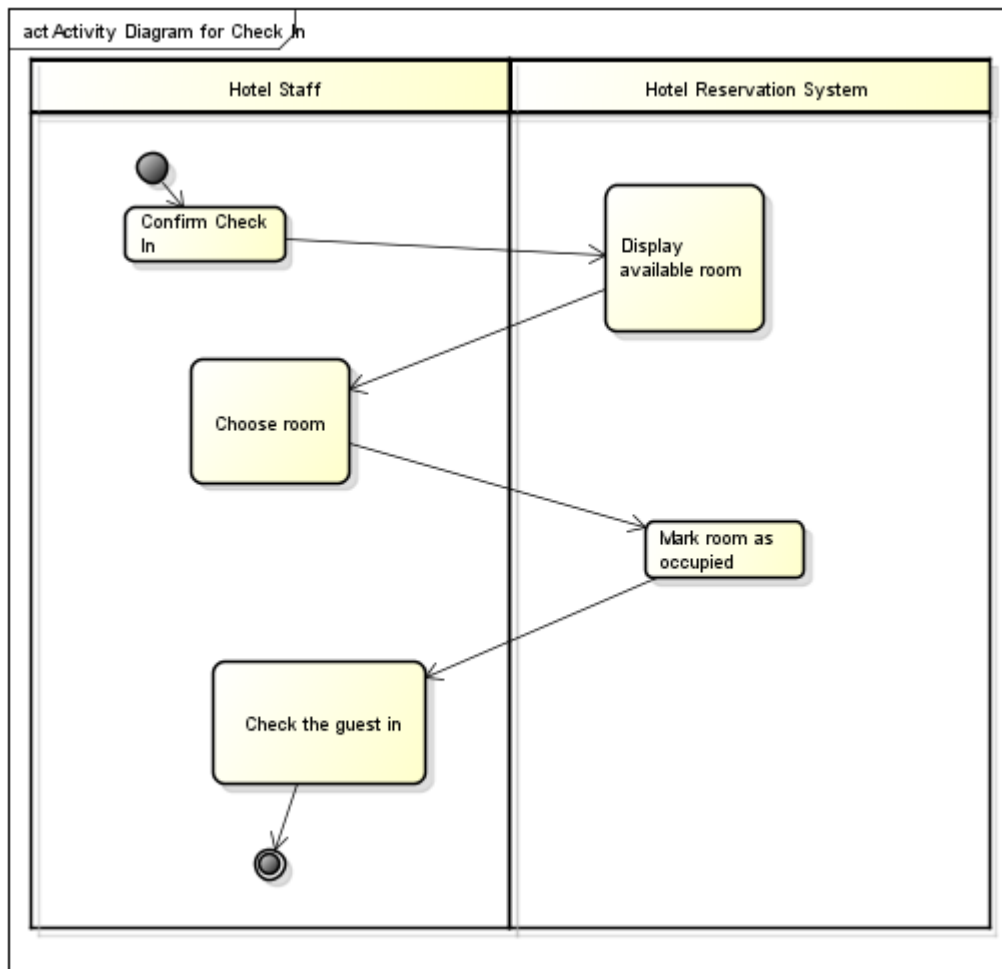 act Activity Diagram for Check In
Hotel Staff
Hotel Reservation System
Confirm Check
In
Display
available room
Choose room
Mark room as
occupied
Check the guest in